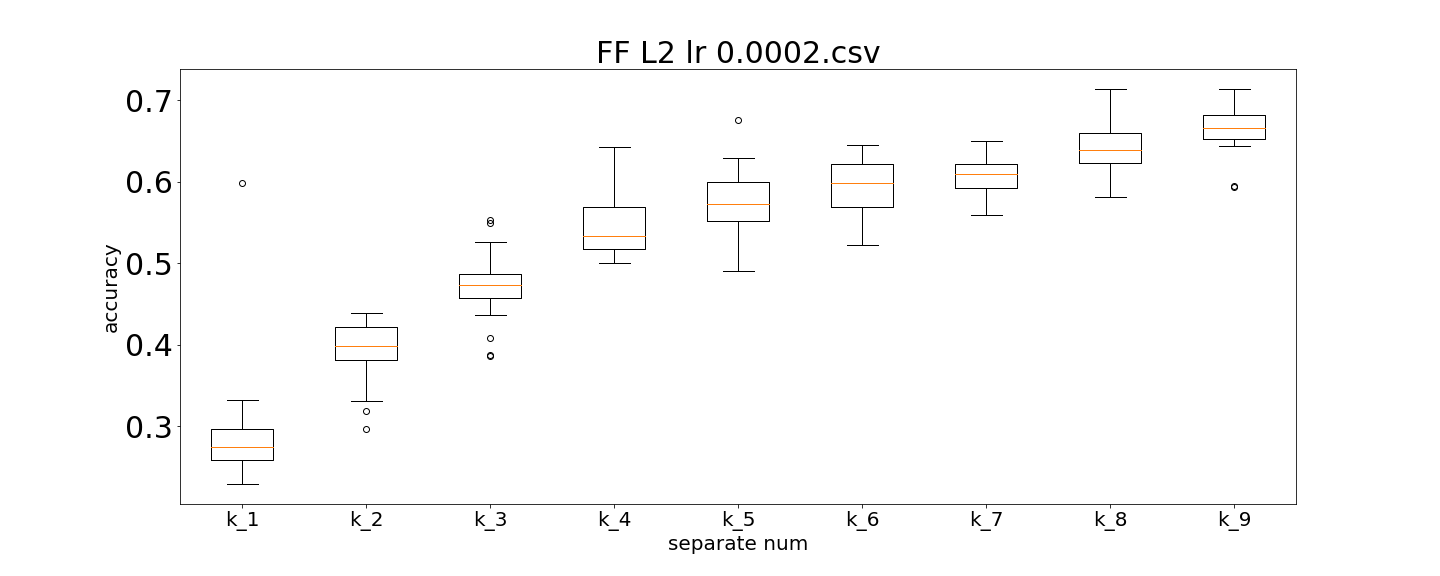 FF L2 lr 0.0002.csv
0.7
0.6
0.5
0.4
0.3
accuracy
k_1 k_2 k_3 k_4 k_5 k_6 k_7 k_8 k_9
separate num